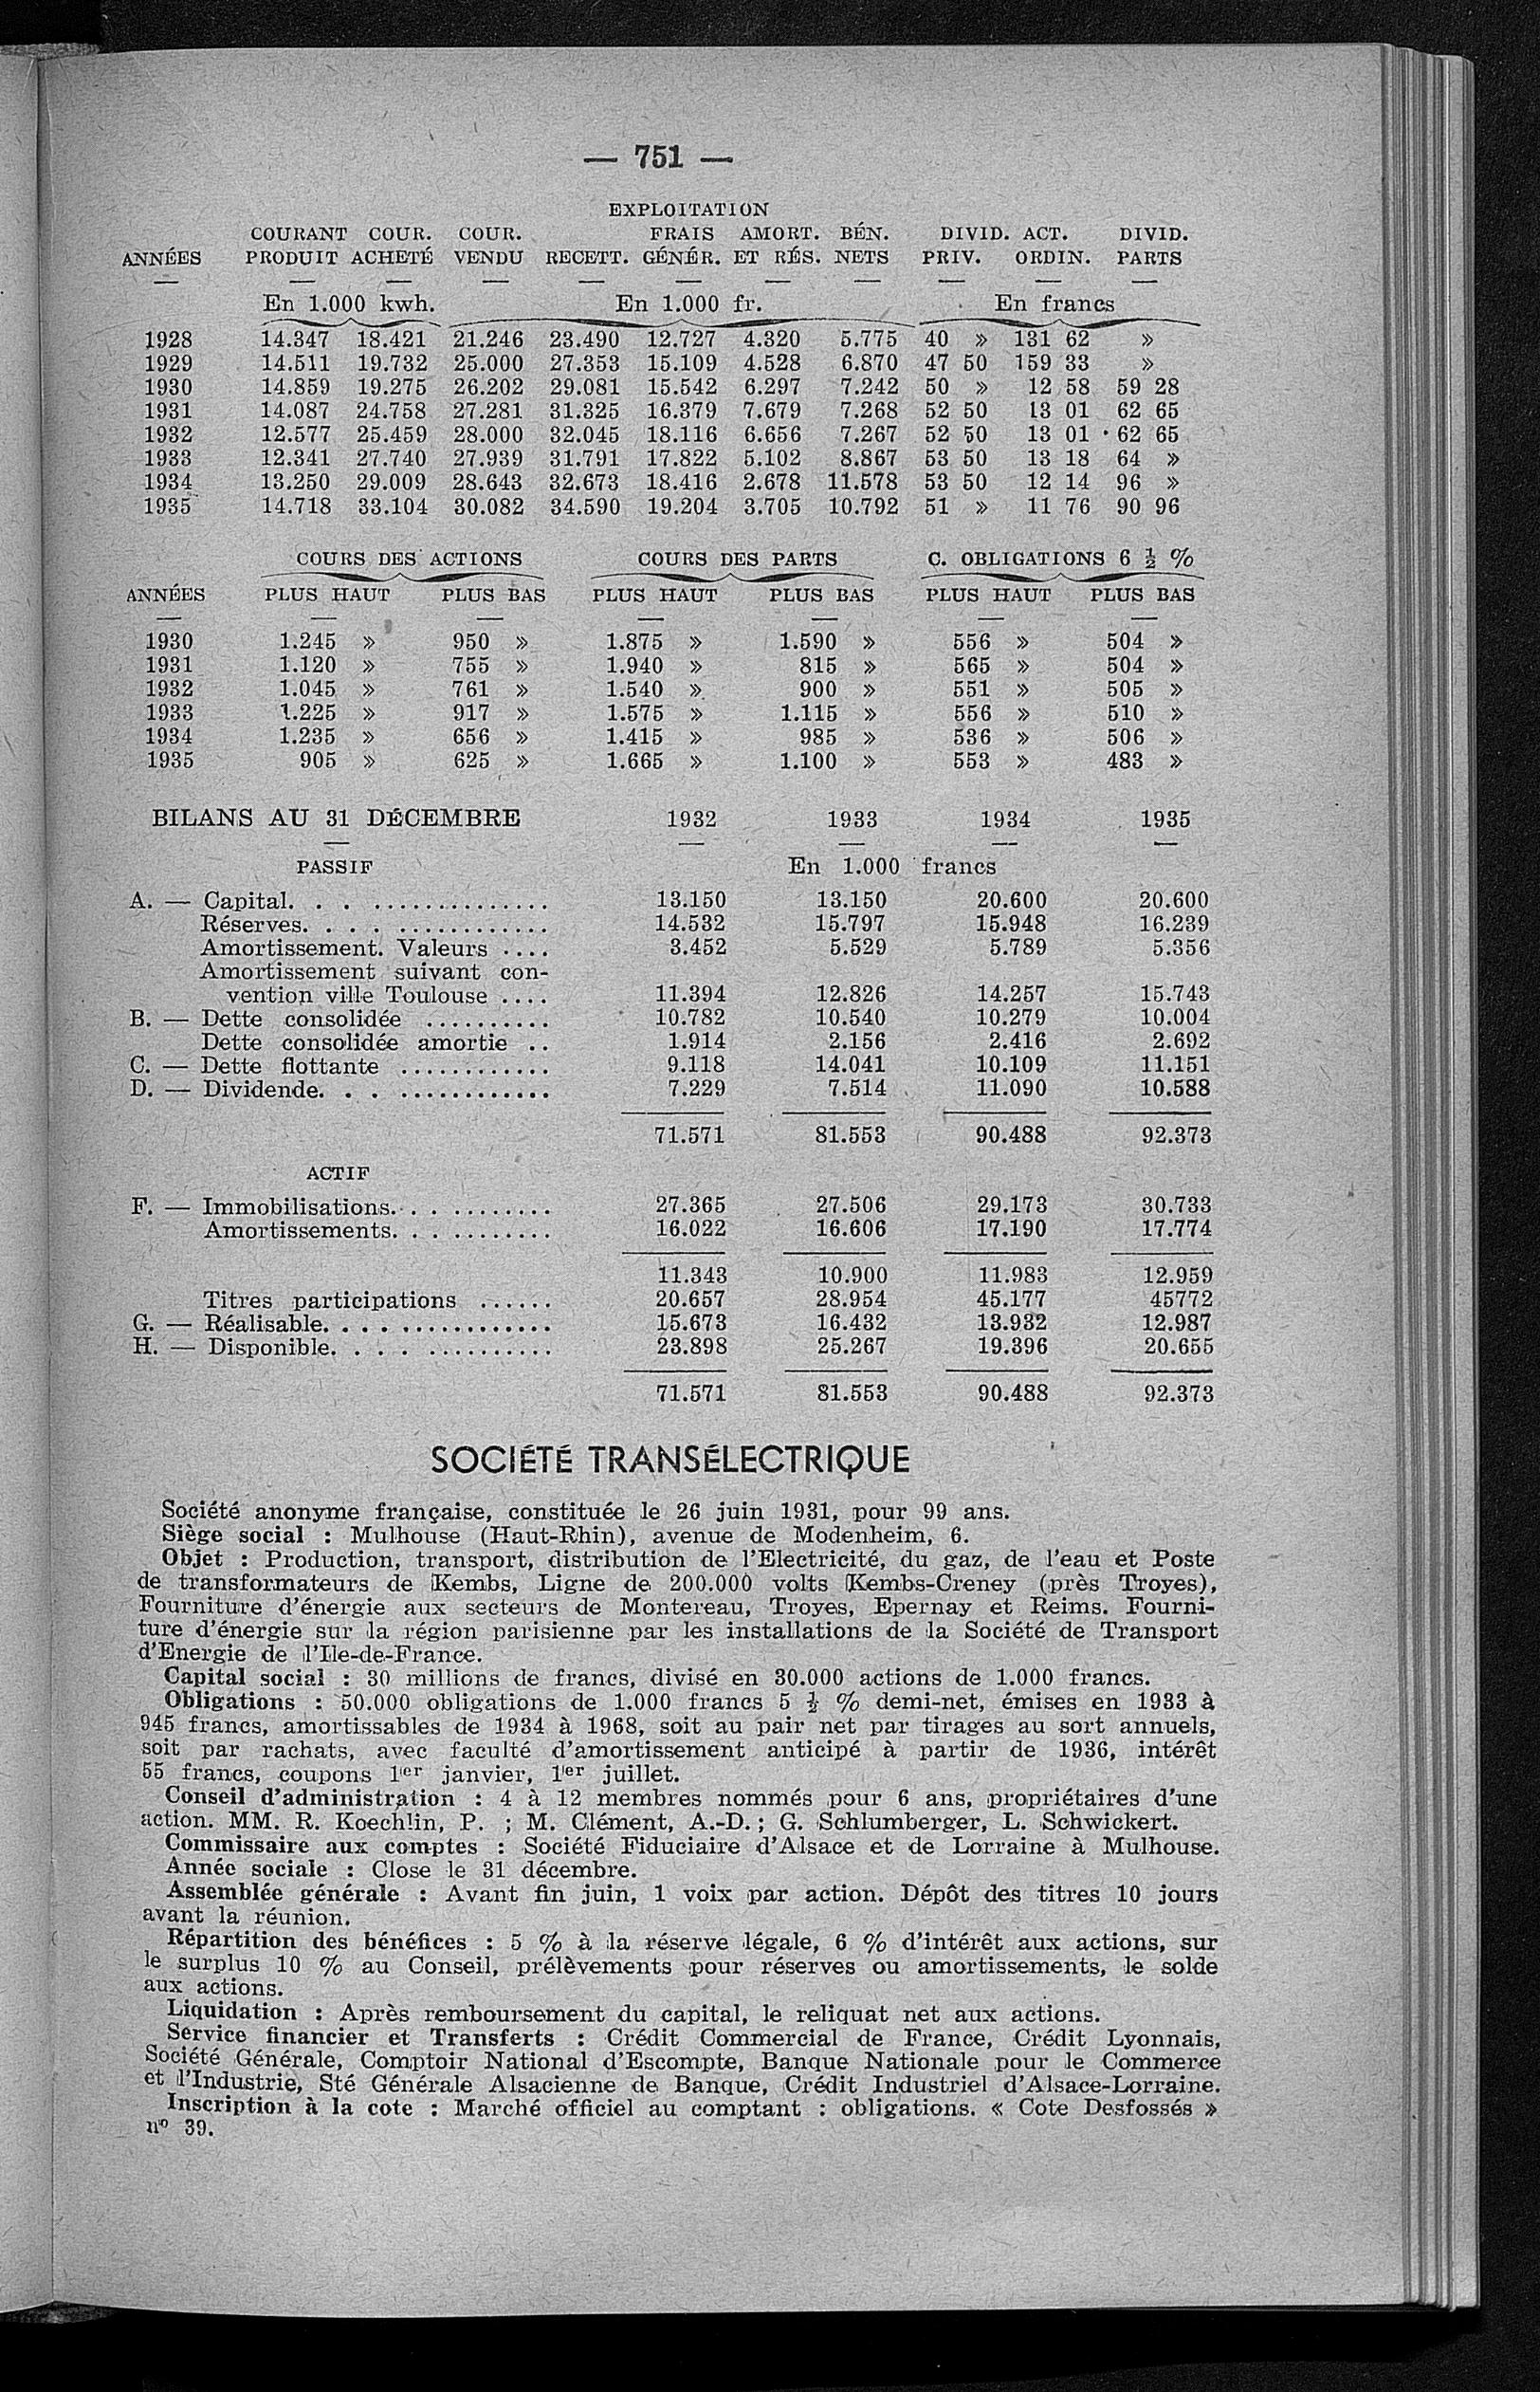 — 751 —
EXPLOITATION
COURANT COUR. COUR. FRAIS AMORT. BÉN. DIVID. ACT. DIVID.
ANNÉES PRODUIT ACHETÉ VENDU RECETT. GÉNÉR. ET RÉS. NETS PRIV. ORDIN. PARTS
En 1.000 kwh. En 1.000 fr. En francs
1928 14.347 18.421 21.246 23.490 12.727 4.320 5.775 40 » 131 62 »
1929 14.511 19.732 25.000 27.353 15.109 4.528 6.870 47 50 159 33 »
1930 14.859 19.275 26.202 29.081 15.542 6.297 7.242 50 » 12 58 59 28
1931 14.087 24.758 27.281 31.325 16.379 7.679 7.268 52 50 13 01 62 65
1932 12.577 25.459 28.000 32.045 18.116 6.656 7.267 52 50 13 01 62 65
1933 12.341 27.740 27.939 31.791 17.822 5.102 8.867 53 50 13 18 64 »
1934 13.250 29.009 28.643 32.673 18.416 2.678 11.578 53 50 12 14 96 »
1935 14.718 33.104 30.082 34.590 19.204 3.705 10.792 51 » 11 76 90 96
COURS DES ACTIONS COURS DES PARTS C. OBLIGATIONS 6 ½ %
ANNÉES PLUS HAUT PLUS BAS PLUS HAUT PLUS BAS PLUS HAUT PLUS BAS
1930 1.245 » 950 » 1.875 » 1.590 » 556 » 504 »
1931 1.120 » 755 » 1.940 » 815 » 565 » 504 »
1932 1.045 » 761 » 1.540 » 900 » 551 » 505 »
1933 1.225 » 917 » 1.575 » 1.115 » 556 » 510 »
1934 1.235 » 656 » 1.415 » 985 » 536 » 506 »
1935 905 » 625 » 1.665 » 1.100 » 553 » 483 »
BILANS AU 31 DÉCEMBRE 1932 1933 1934 1935
PASSIF En 1.000 francs
A. — Capital. . . .............. 13.150 13.150 20.600 20.600
Réserves. . . . ............. 14.532 15.797 15.948 16.239
Amortissement. Valeurs .... 3.452 5.529 5.789 5.356
Amortissement suivant con-
vention ville Toulouse .... 11.394 12.826 14.257 15.743
B. — Dette consolidée .......... 10.782 10.540 10.279 10.004
Dette consolidée amortie .. 1.914 2.156 2.416 2.692
C. — Dette flottante ............ 9.118 14.041 10.109 11.151
D. — Dividende. . . ............ 7.229 7.514 11.090 10.588
71.571 81.553 90.488 92.373
ACTIF
F. — Immobilisations. . . ......... 27.365 27.506 29.173 30.733
Amortissements. . . ......... 16.022 16.606 17.190 17.774
11.343 10.900 11.983 12.959
Titres participations ...... 20.657 28.954 45.177 45772
G. — Réalisable. . . . ............. 15.673 16.432 13.932 12.987
H. — Disponible. . . . ........... 23.898 25.267 19.396 20.655
71.571 81.553 90.488 92.373
SOCIÉTÉ TRANSÉLECTRIQUE
Société anonyme française, constituée le 26 juin 1931, pour 99 ans.
Siège social : Mulhouse (Haut-Rhin), avenue de Modenheim, 6.
Objet : Production, transport, distribution de l'Electricité, du gaz, de l'eau et Poste
de transformateurs de Kembs, Ligne de 200.000 volts Kembs-Creney (près Troyes),
Fourniture d'énergie aux secteurs de Montereau, Troyes, Epernay et Reims. Fourni-
ture d'énergie sur la région parisienne par les installations de la Société de Transport
d'Energie de l'Ile-de-France.
Capital social : 30 millions de francs, divisé en 30.000 actions de 1.000 francs.
Obligations : 50.000 obligations de 1.000 francs 5 ½ % demi-net, émises en 1933 à
945 francs, amortissables de 1934 à 1968, soit au pair net par tirages au sort annuels,
soit par rachats, avec faculté d'amortissement anticipé à partir de 1936, intérêt
55 francs, coupons 1er janvier, 1er juillet.
Conseil d'administration : 4 à 12 membres nommés pour 6 ans, propriétaires d'une
action. MM. R. Koechlin, P. ; M. Clément, A.-D. ; G. Schlumberger, L. Schwickert.
Commissaire aux comptes : Société Fiduciaire d'Alsace et de Lorraine à Mulhouse.
Année sociale : Close le 31 décembre.
Assemblée générale : Avant fin juin, 1 voix par action. Dépôt des titres 10 jours
avant la réunion.
Répartition des bénéfices : 5 % à la réserve légale, 6 % d'intérêt aux actions, sur
le surplus 10 % au Conseil, prélèvements pour réserves ou amortissements, le solde
aux actions.
Liquidation : Après remboursement du capital, le reliquat net aux actions.
Service financier et Transferts : Crédit Commercial de France, Crédit Lyonnais,
Société Générale, Comptoir National d'Escompte, Banque Nationale pour le Commerce
et l'Industrie, Sté Générale Alsacienne de Banque, Crédit Industriel d'Alsace-Lorraine.
Inscription à la cote : Marché officiel au comptant : obligations. « Cote Desfossés »
n° 39.